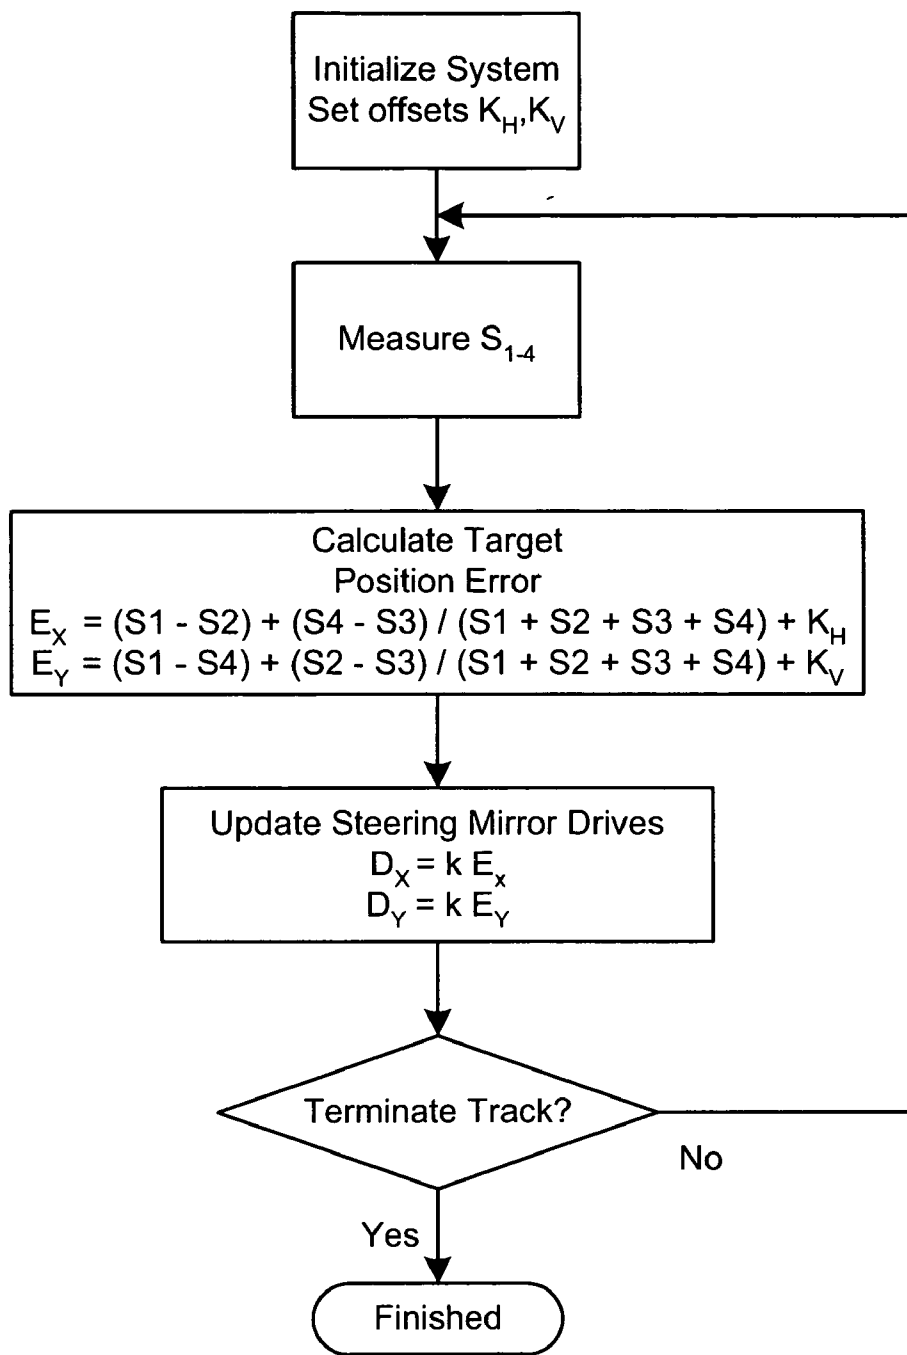 Initialize System
Set offsets K_H,K_V
Measure S_1-4
Calculate Target
Position Error
E_X = (S1 - S2) + (S4 - S3) / (S1 + S2 + S3 + S4) + K_H
E_Y = (S1 - S4) + (S2 - S3) / (S1 + S2 + S3 + S4) + K_V
Update Steering Mirror Drives
D_X = k E_x
D_Y = k E_Y
Terminate Track?
No
Yes
Finished